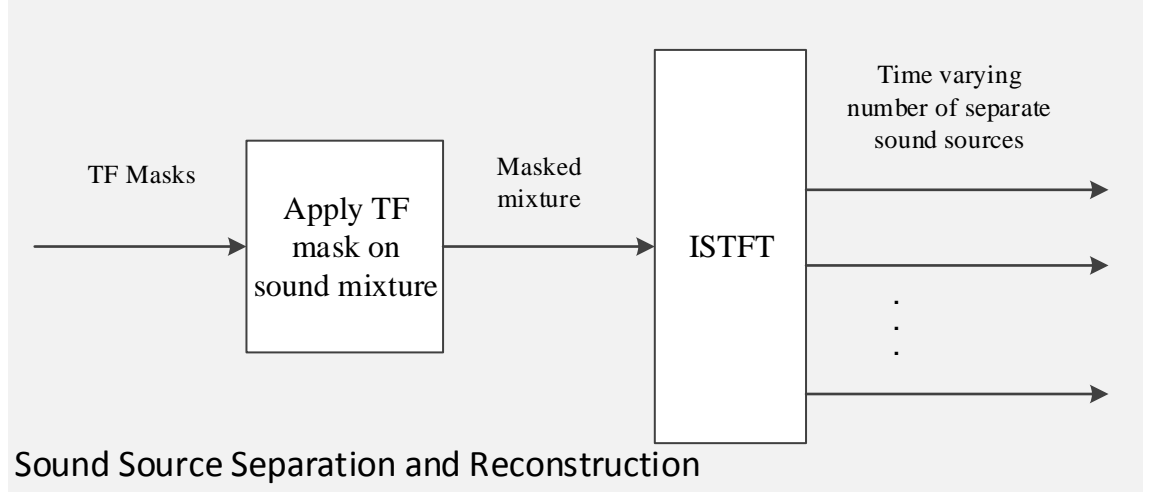 TF Masks
Apply TF
mask on
sound mixture
Masked
mixture
ISTFT
Time varying
number of separate
sound sources
Sound Source Separation and Reconstruction